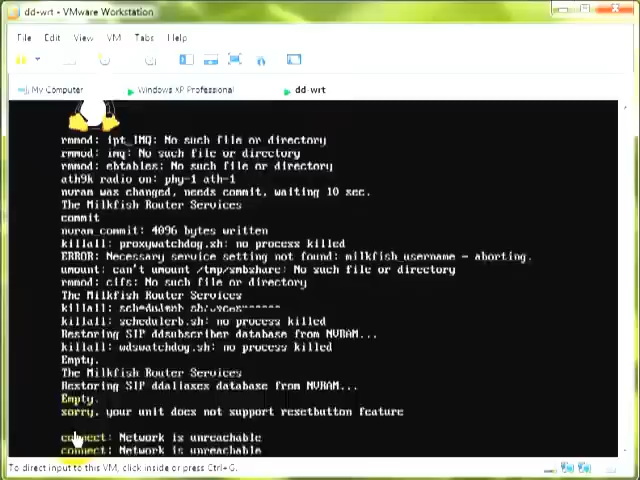 dd-wrt - VMware Workstation
File Edit View VM Tabs Help
My Computer Windows XP Professional dd-wrt
rmmod: ipt_IMQ: No such file or directory
rmmod: imq: No such file or directory
rmmod: ebtables: No such file or directory
ath9k radio on: phy-1 ath-1
nvram was changed, needs commit, waiting 10 sec.
The Milkfish Router Services
commit
nvram_commit: 4096 bytes written
killall: proxywatchdog.sh: no process killed
ERROR: Necessary service setting not found: milkfish_username - aborting.
umount: can't umount /tmp/smbshare: No such file or directory
rmmod: cifs: No such file or directory
The Milkfish Router Services
killall:
killall: schedulerb.sh: no process killed
Restoring SIP ddsubscriber database from NVRAM...
killall: wdswatchdog.sh: no process killed
Empty.
The Milkfish Router Services
Restoring SIP ddaliases database from NVRAM...
Empty.
sorry, your unit does not support resetbutton feature
connect: Network is unreachable
connect: Network is unreachable
To direct input to this VM, click inside or press Ctrl+G.